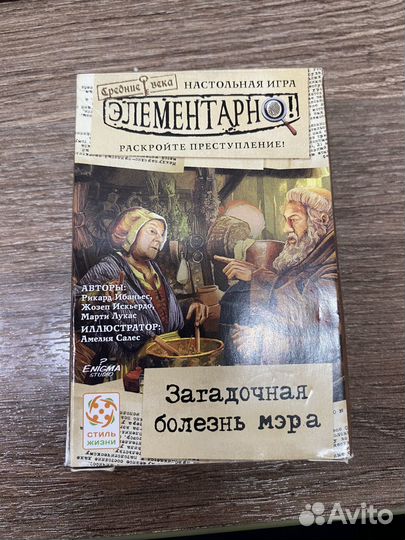 Средние века
НАСТОЛЬНАЯ ИГРА
ЭЛЕМЕНТАРНО!
РАСКРОЙТЕ ПРЕСТУПЛЕНИЕ!
АВТОРЫ:
Рикард Ибаньес,
Жозеп Искьердо,
Марти Лукас
ИЛЛЮСТРАТОР:
Амелия Салес
ENIGMA
STUDIO
СТИЛЬ
ЖИЗНИ
Загадочная
болезнь мэра
Avito